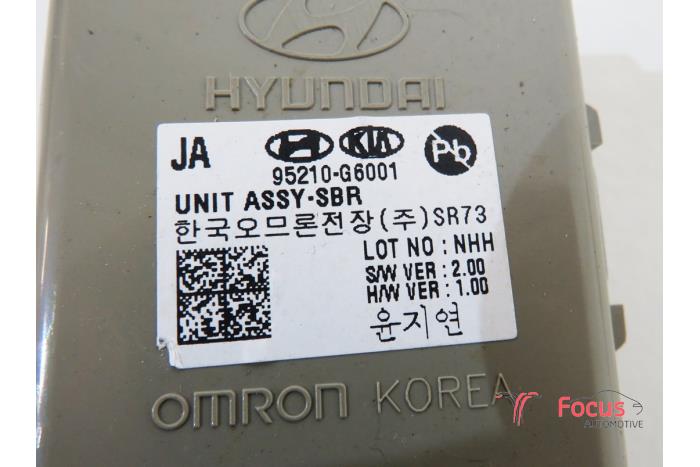 HYUNDAI
JA KIA Pb
95210-G6001
UNIT ASSY-SBR
한국오므론전장(주)SR73
LOT NO : NHH
S/W VER : 2.00
H/W VER : 1.00
윤지연
OMRON KOREA
Focus
AUTOMOTIVE